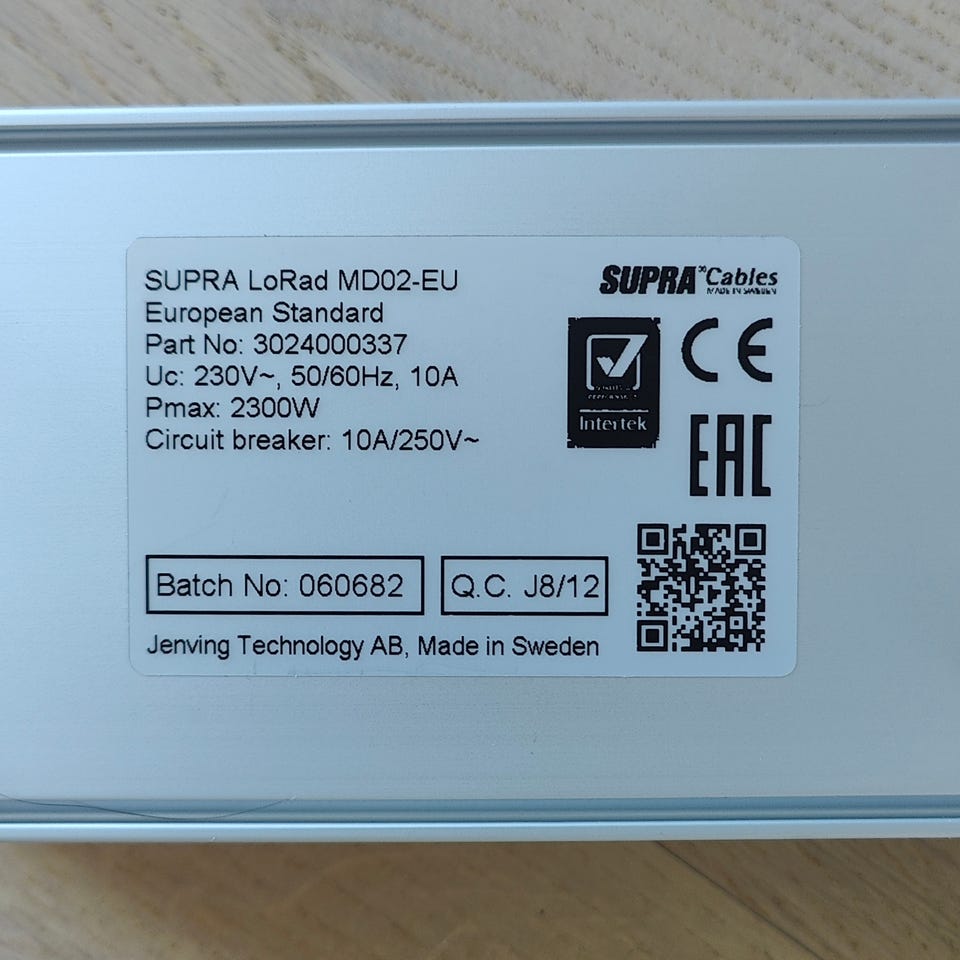 SUPRA LoRad MD02-EU
European Standard
Part No: 3024000337
Uc: 230V~, 50/60Hz, 10A
Pmax: 2300W
Circuit breaker: 10A/250V~
SUPRA® Cables
MADE IN SWEDEN
Intertek
CE
EAC
Batch No: 060682
Q.C. J8/12
Jenving Technology AB, Made in Sweden